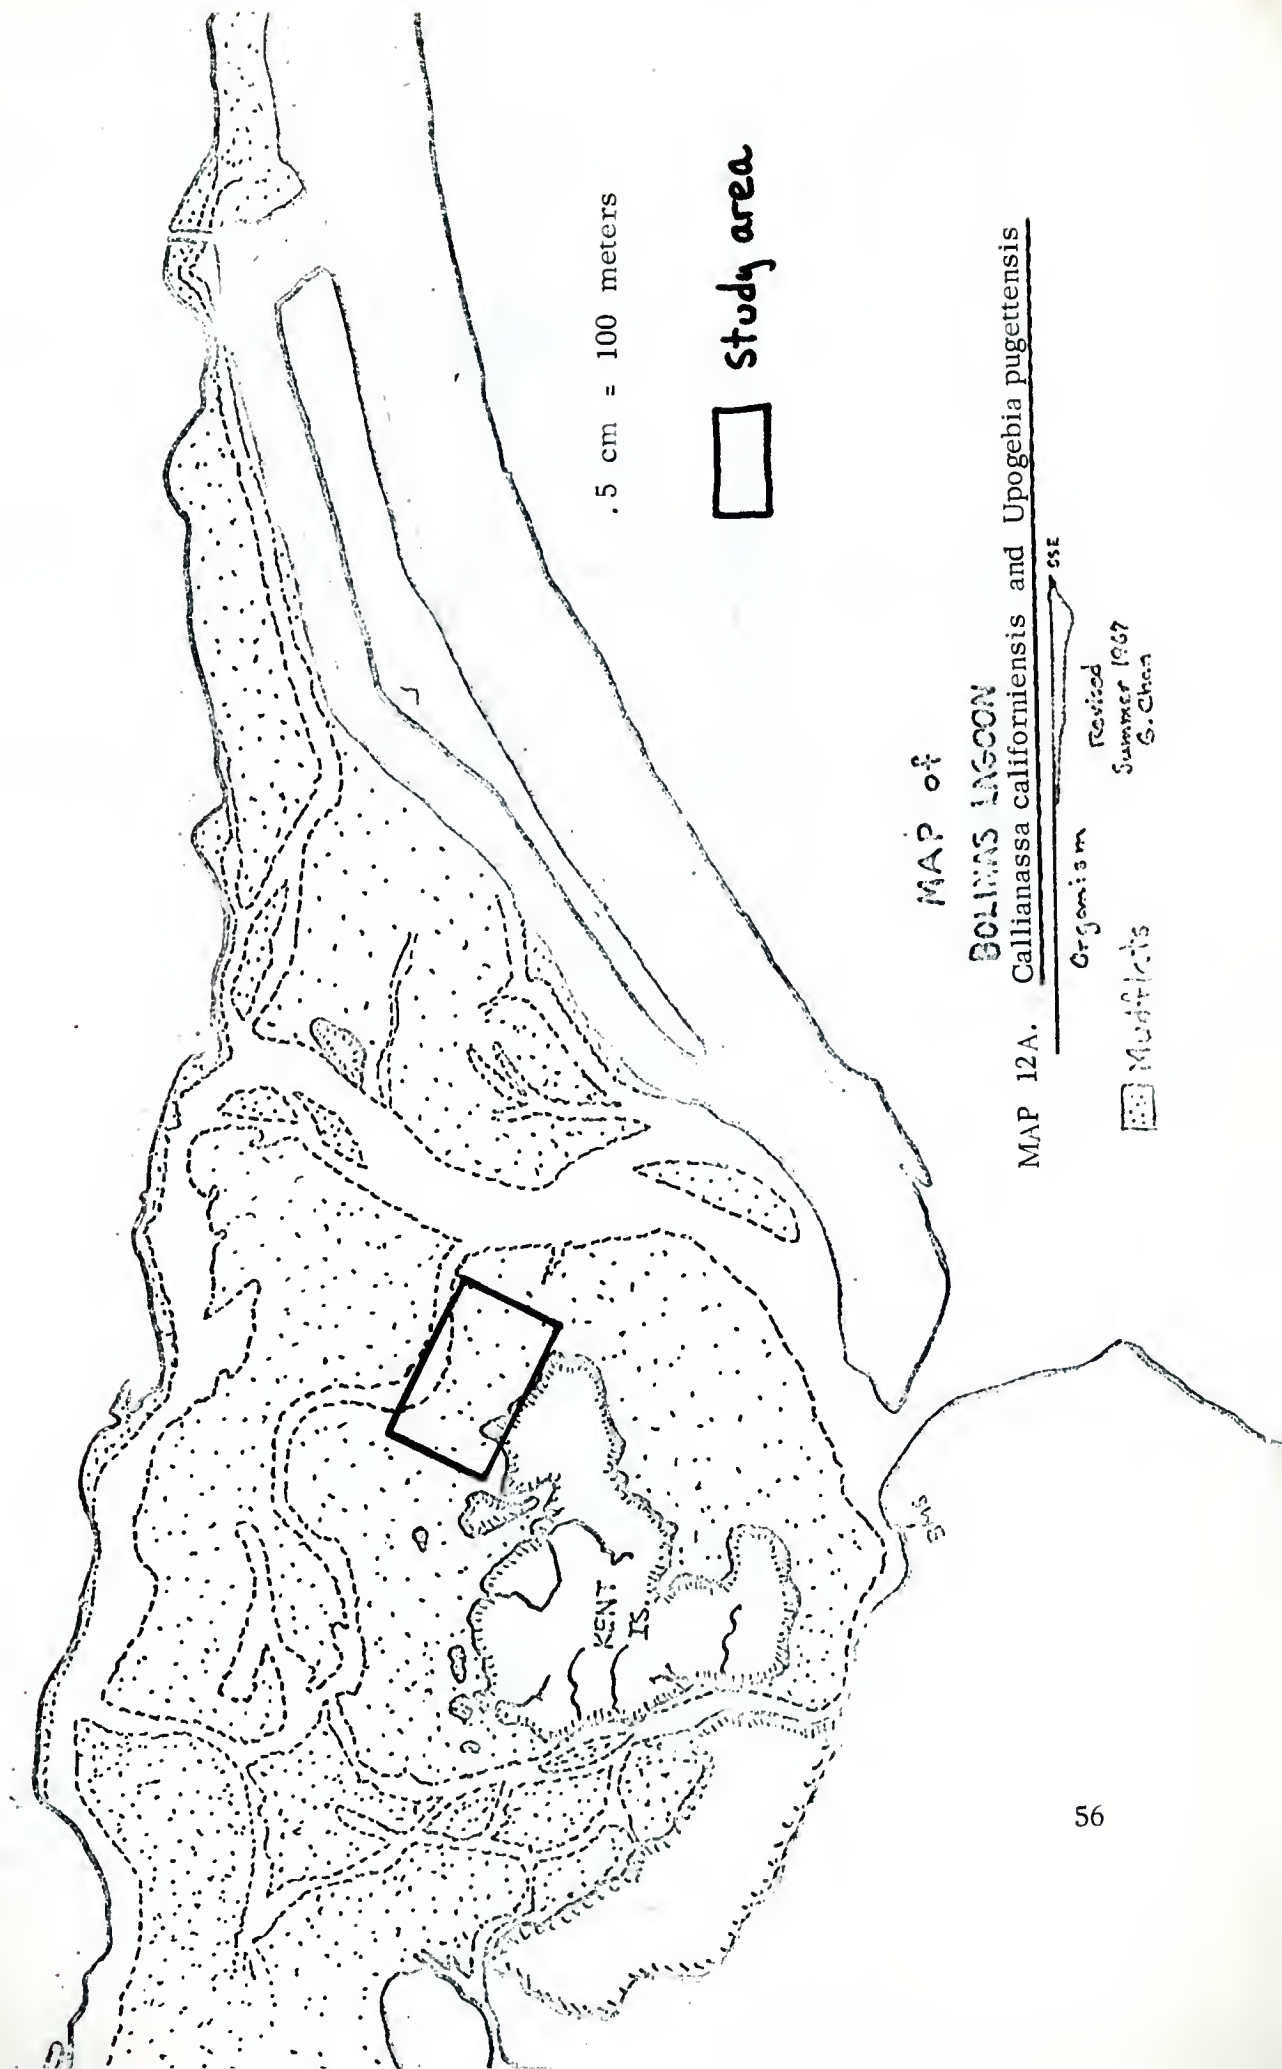 .5 cm = 100 meters
study area
MAP of
BOLINAS LAGOON
MAP 12A. Callianassa californiensis and Upogebia pugettensis
Organism
SSE
Revised
Summer 1967
G. Chan
Mudflats
KENT
IS.
56